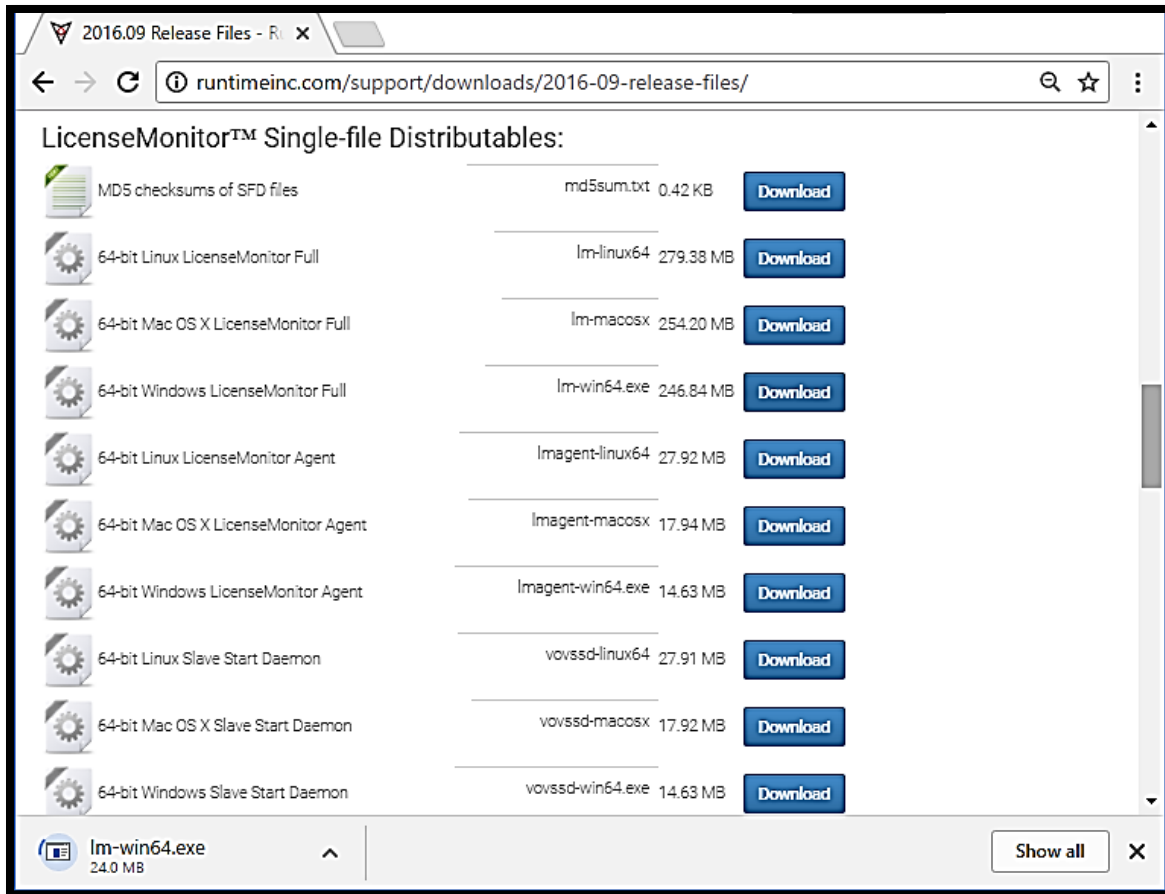 2016.09 Release Files - Ru
runtimeinc.com/support/downloads/2016-09-release-files/
LicenseMonitor™ Single-file Distributables:
MD5 checksums of SFD files md5sum.txt 0.42 KB Download
64-bit Linux LicenseMonitor Full lm-linux64 279.38 MB Download
64-bit Mac OS X LicenseMonitor Full lm-macosx 254.20 MB Download
64-bit Windows LicenseMonitor Full lm-win64.exe 246.84 MB Download
64-bit Linux LicenseMonitor Agent lmagent-linux64 27.92 MB Download
64-bit Mac OS X LicenseMonitor Agent lmagent-macosx 17.94 MB Download
64-bit Windows LicenseMonitor Agent lmagent-win64.exe 14.63 MB Download
64-bit Linux Slave Start Daemon vovssd-linux64 27.91 MB Download
64-bit Mac OS X Slave Start Daemon vovssd-macosx 17.92 MB Download
64-bit Windows Slave Start Daemon vovssd-win64.exe 14.63 MB Download
lm-win64.exe Show all
24.0 MB